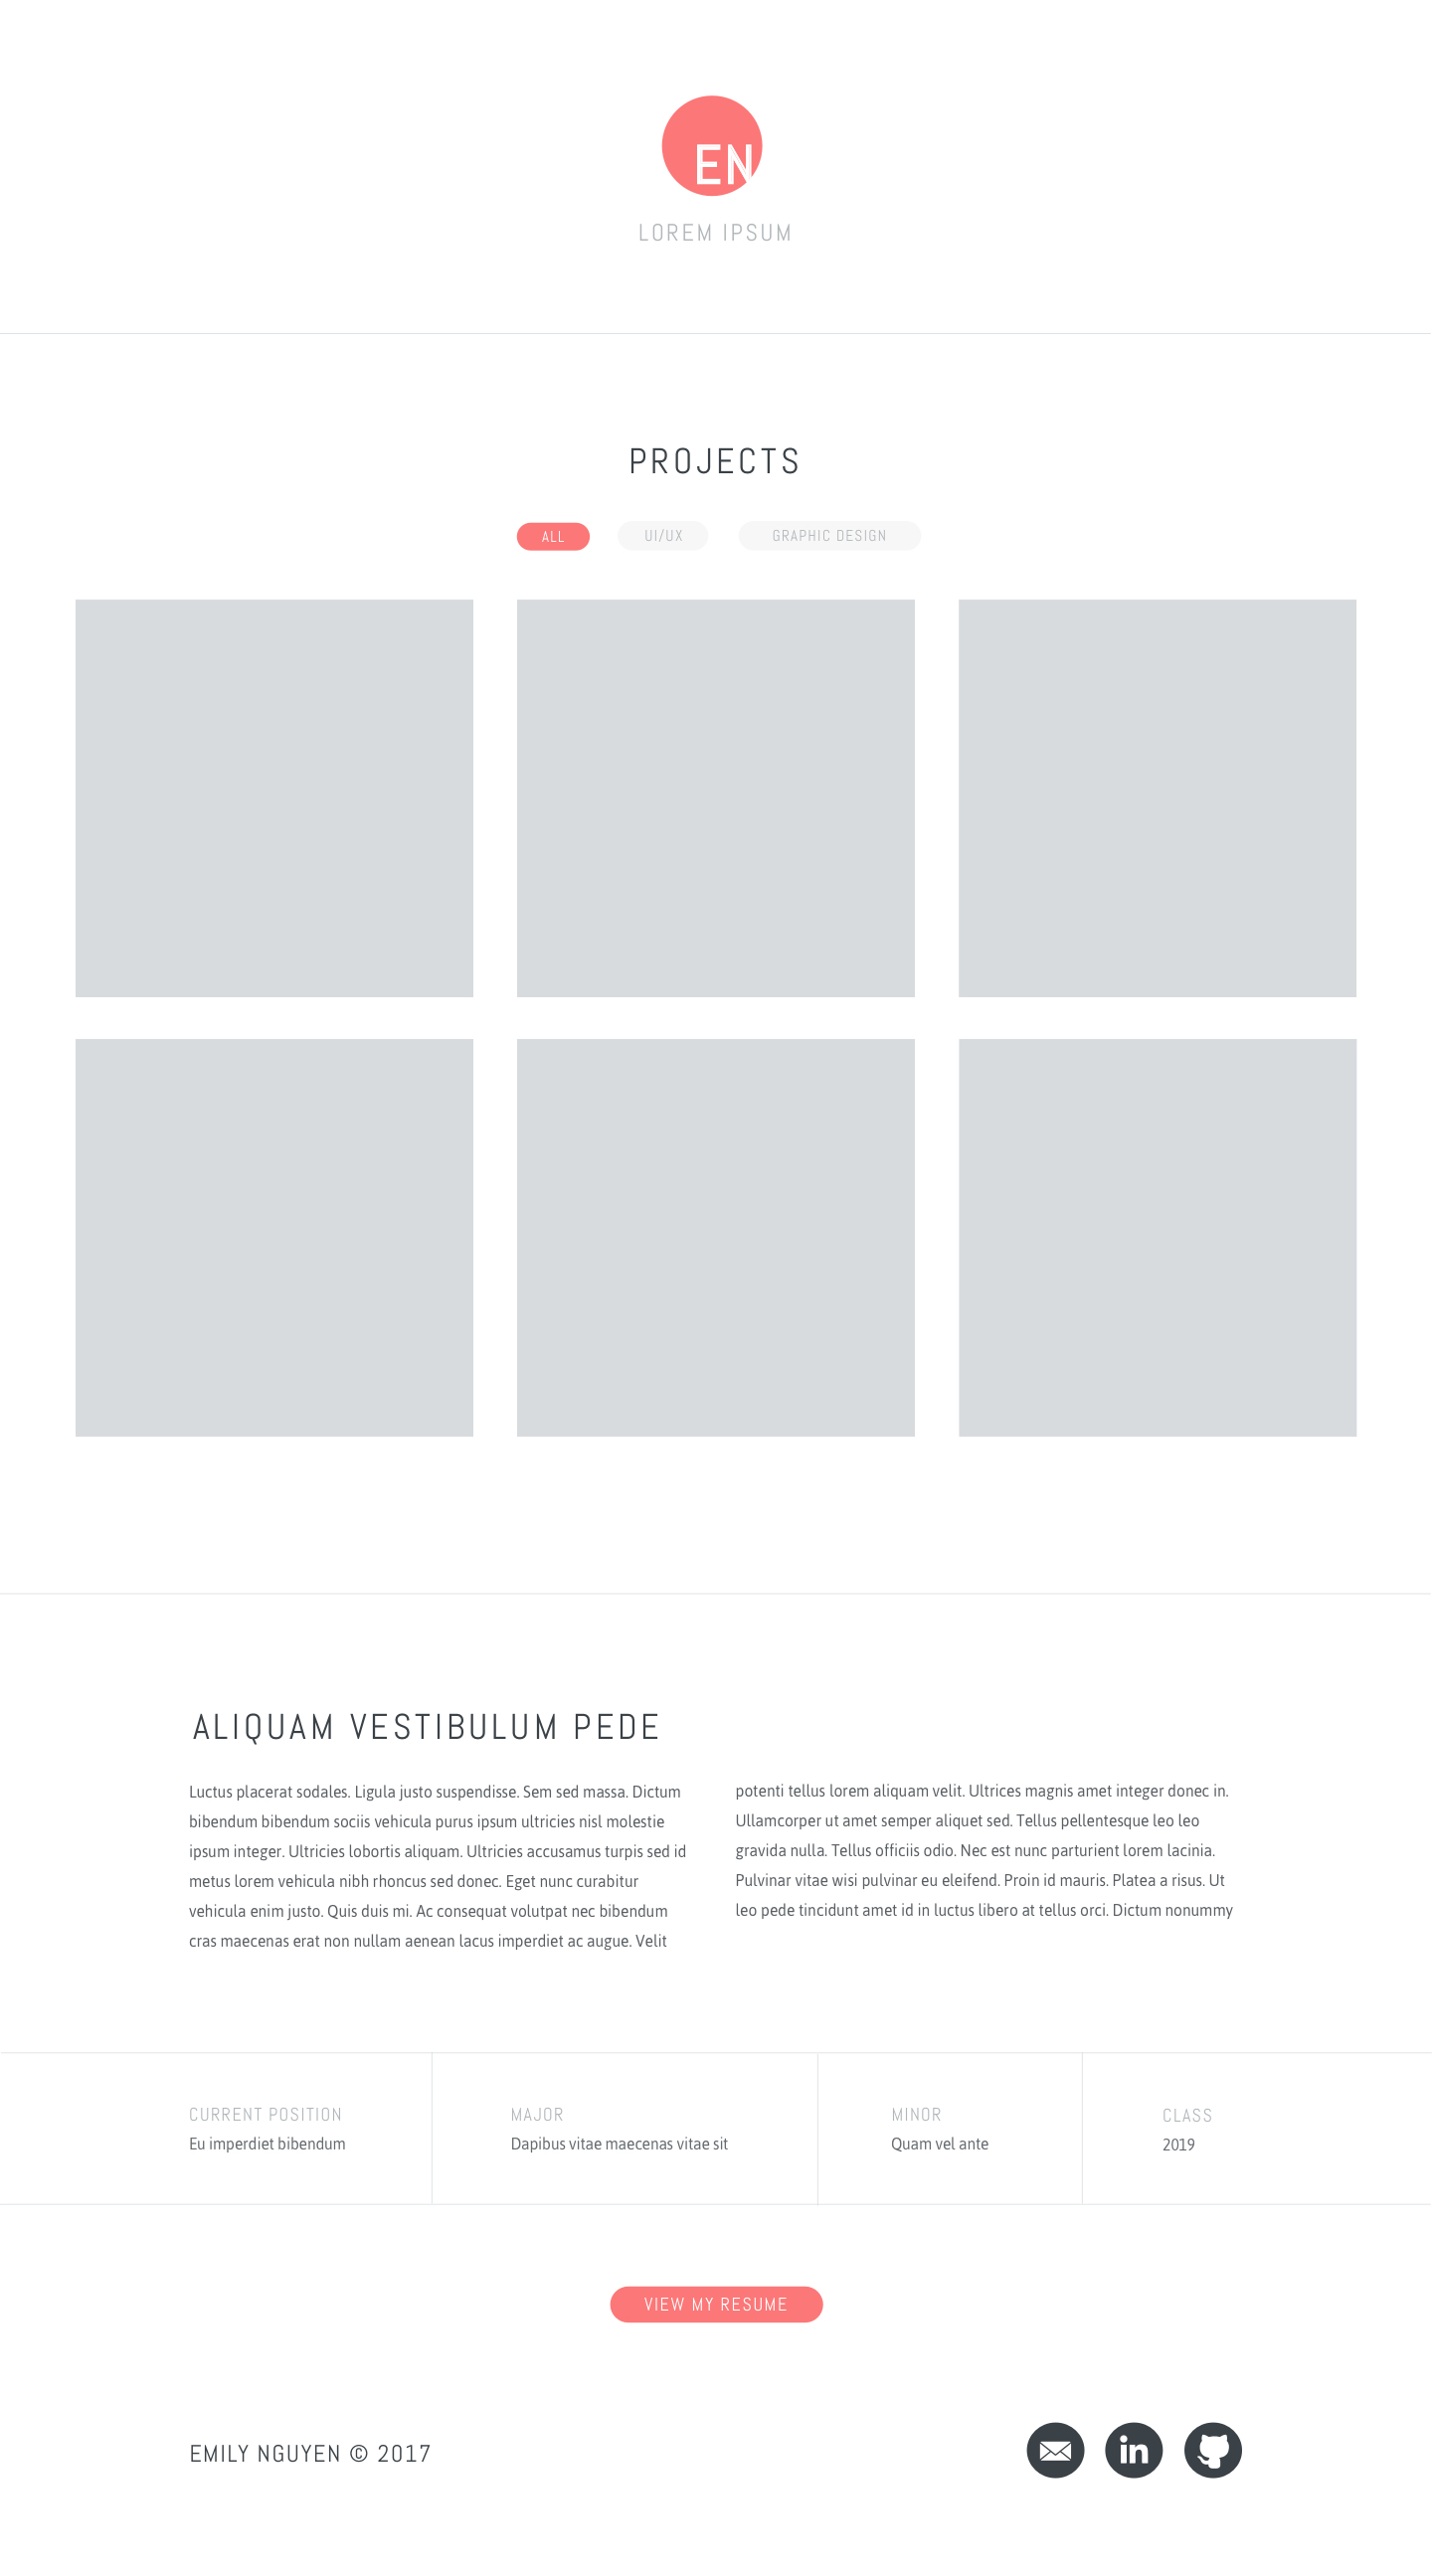 EN
LOREM IPSUM
PROJECTS
ALL
UI/UX
GRAPHIC DESIGN
ALIQUAM VESTIBULUM PEDE
Luctus placerat sodales. Ligula justo suspendisse. Sem sed massa. Dictum
bibendum bibendum sociis vehicula purus ipsum ultricies nisl molestie
ipsum integer. Ultricies lobortis aliquam. Ultricies accusamus turpis sed id
metus lorem vehicula nibh rhoncus sed donec. Eget nunc curabitur
vehicula enim justo. Quis duis mi. Ac consequat volutpat nec bibendum
cras maecenas erat non nullam aenean lacus imperdiet ac augue. Velit
potenti tellus lorem aliquam velit. Ultrices magnis amet integer donec in.
Ullamcorper ut amet semper aliquet sed. Tellus pellentesque leo leo
gravida nulla. Tellus officiis odio. Nec est nunc parturient lorem lacinia.
Pulvinar vitae wisi pulvinar eu eleifend. Proin id mauris. Platea a risus. Ut
leo pede tincidunt amet id in luctus libero at tellus orci. Dictum nonummy
CURRENT POSITION
Eu imperdiet bibendum
MAJOR
Dapibus vitae maecenas vitae sit
MINOR
Quam vel ante
CLASS
2019
VIEW MY RESUME
EMILY NGUYEN © 2017
in